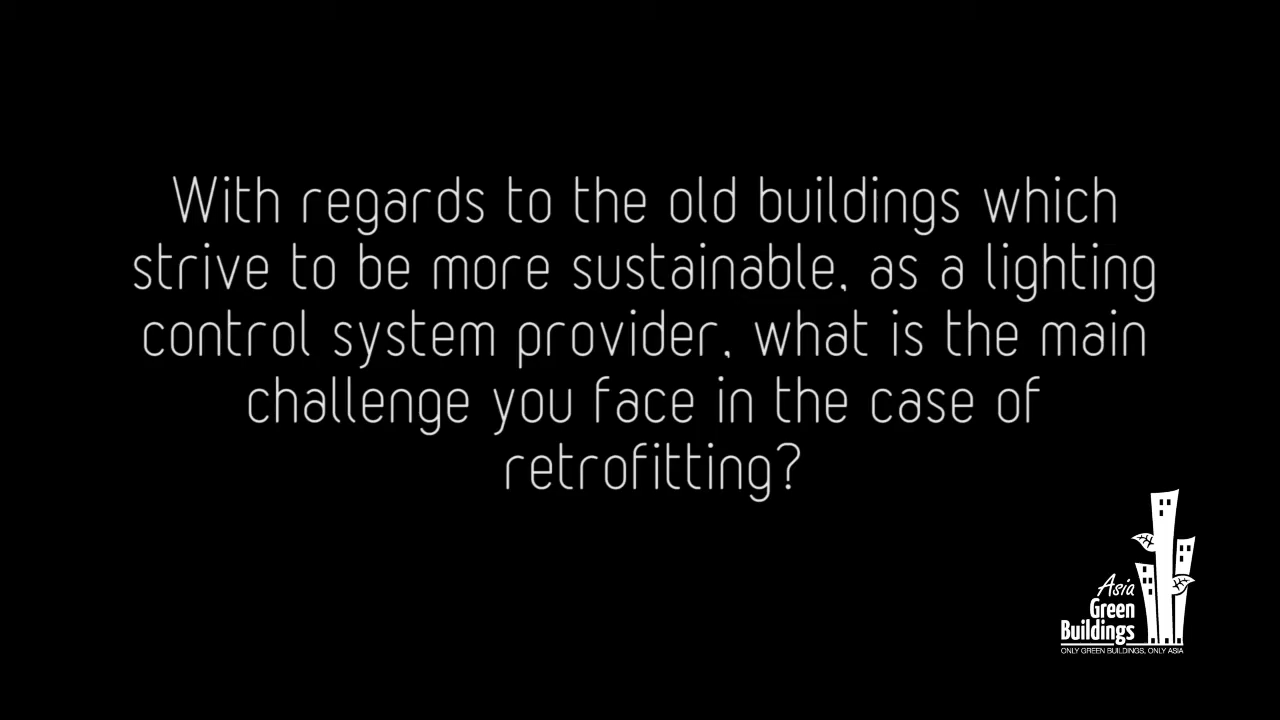 With regards to the old buildings which
strive to be more sustainable, as a lighting
control system provider, what is the main
challenge you face in the case of
retrofitting?
Asia
Green
Buildings
ONLY GREEN BUILDINGS, ONLY ASIA